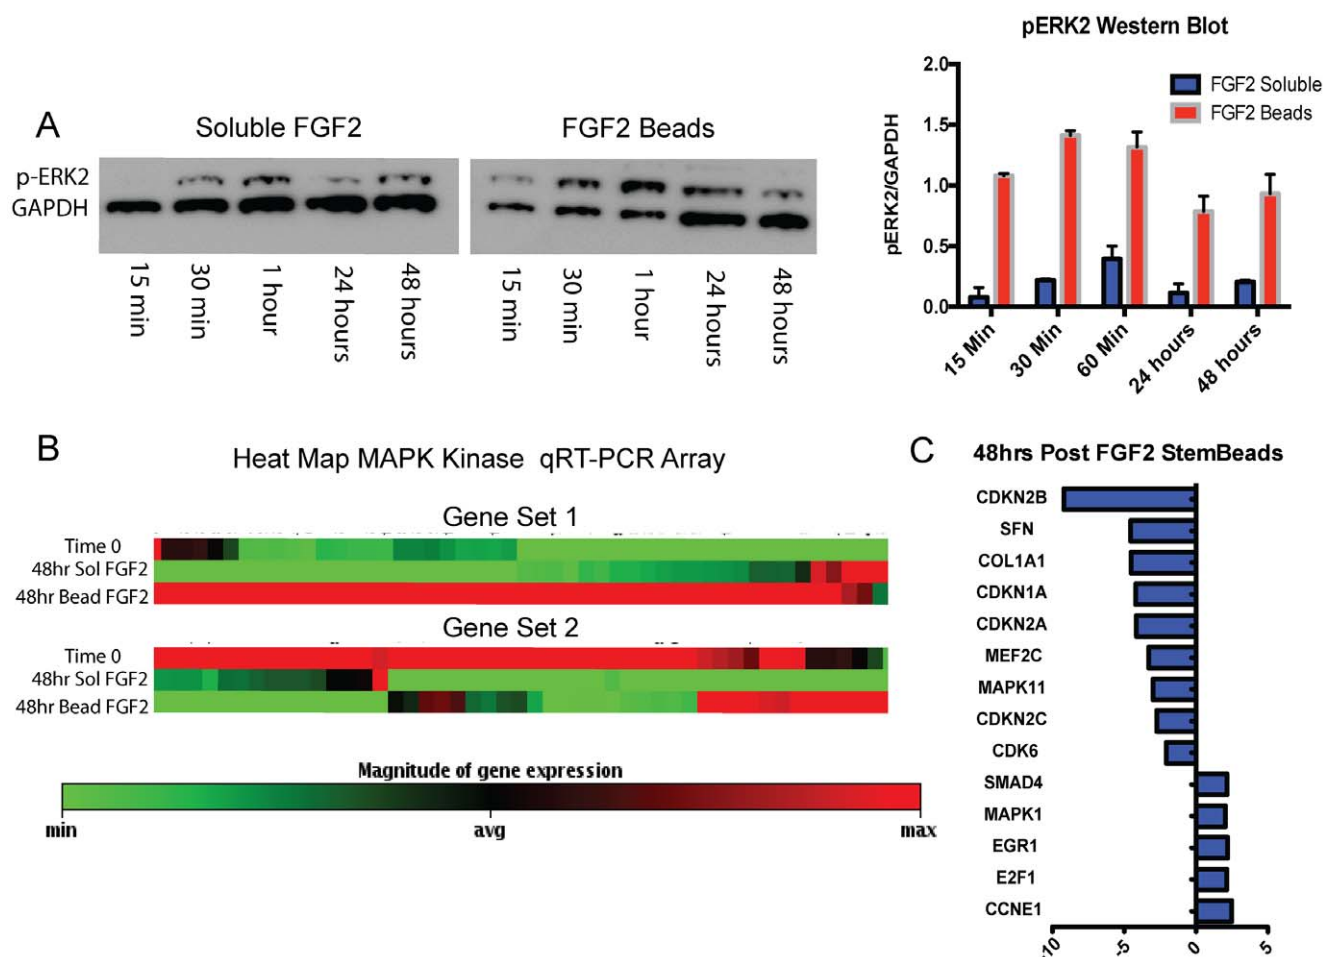 pERK2 Western Blot
2.0
1.5
1.0
0.5
0.0
pERK2/GAPDH
FGF2 Soluble
FGF2 Beads
15 Min
30 Min
60 Min
24 hours
48 hours
A
Soluble FGF2
FGF2 Beads
p-ERK2
GAPDH
15 min
30 min
1 hour
24 hours
48 hours
15 min
30 min
1 hour
24 hours
48 hours
B
Heat Map MAPK Kinase qRT-PCR Array
Gene Set 1
Time 0
48hr Sol FGF2
48hr Bead FGF2
Gene Set 2
Time 0
48hr Sol FGF2
48hr Bead FGF2
Magnitude of gene expression
min
avg
max
C
48hrs Post FGF2 StemBeads
CDKN2B
SFN
COL1A1
CDKN1A
CDKN2A
MEF2C
MAPK11
CDKN2C
CDK6
SMAD4
MAPK1
EGR1
E2F1
CCNE1
-10
-5
0
5